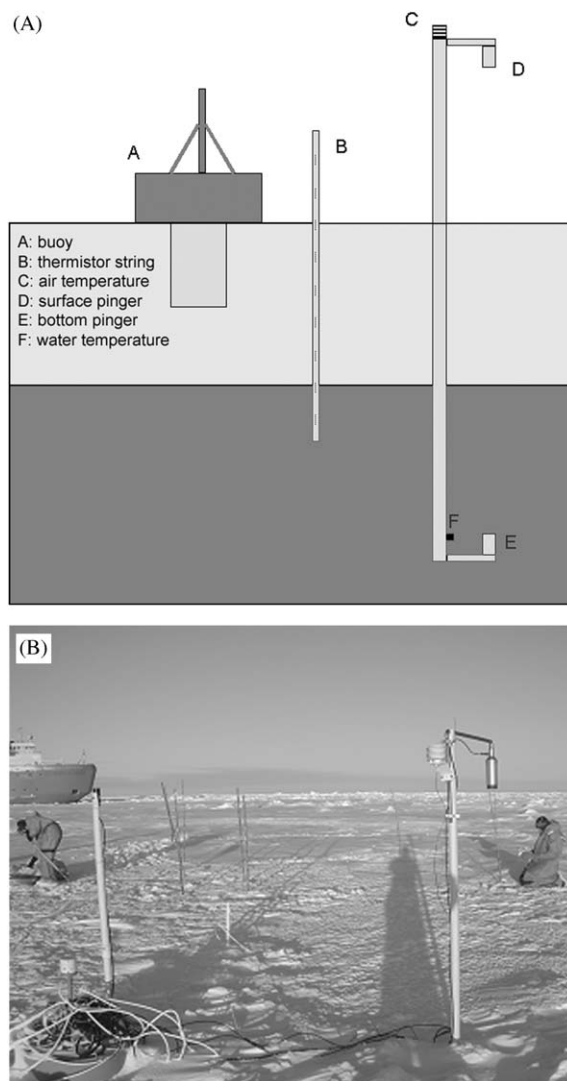 (A)
C
D
A
B
A: buoy
B: thermistor string
C: air temperature
D: surface pinger
E: bottom pinger
F: water temperature
F
E
(B)